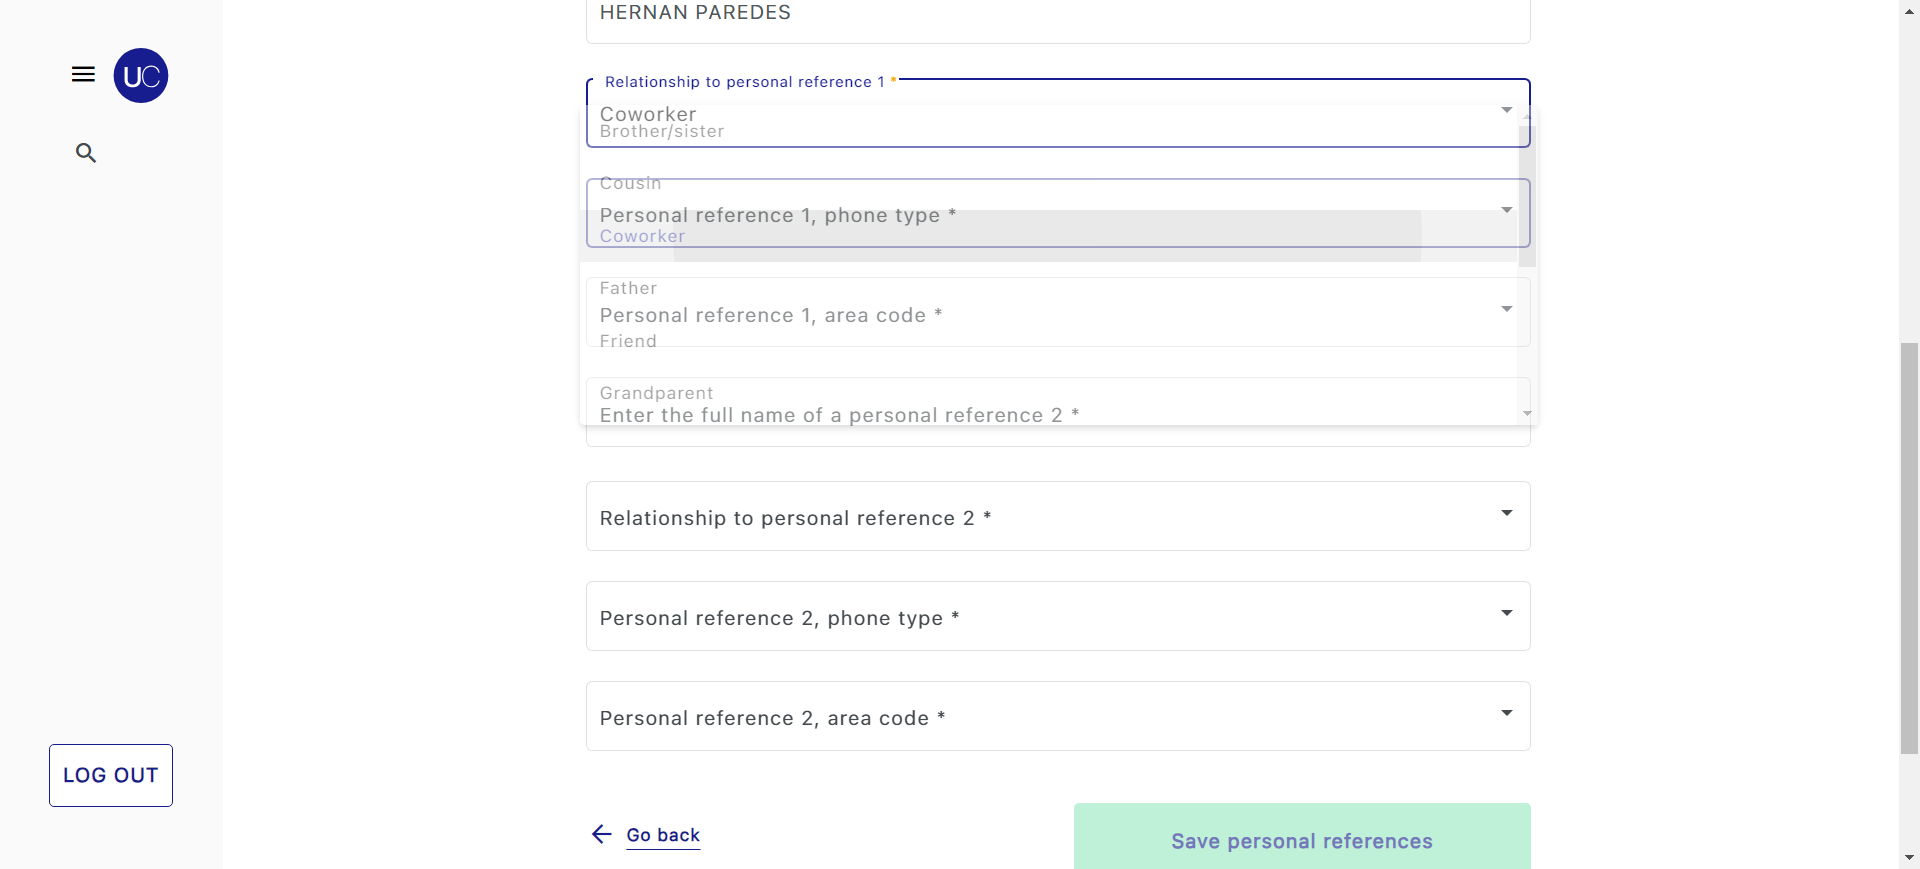 HERNAN PAREDES
UC
Relationship to personal reference 1 *
Coworker
Brother/sister
Cousin
Personal reference 1, phone type *
Coworker
Father
Personal reference 1, area code *
Friend
Grandparent
Enter the full name of a personal reference 2 *
Relationship to personal reference 2 *
Personal reference 2, phone type *
Personal reference 2, area code *
LOG OUT
Go back
Save personal references